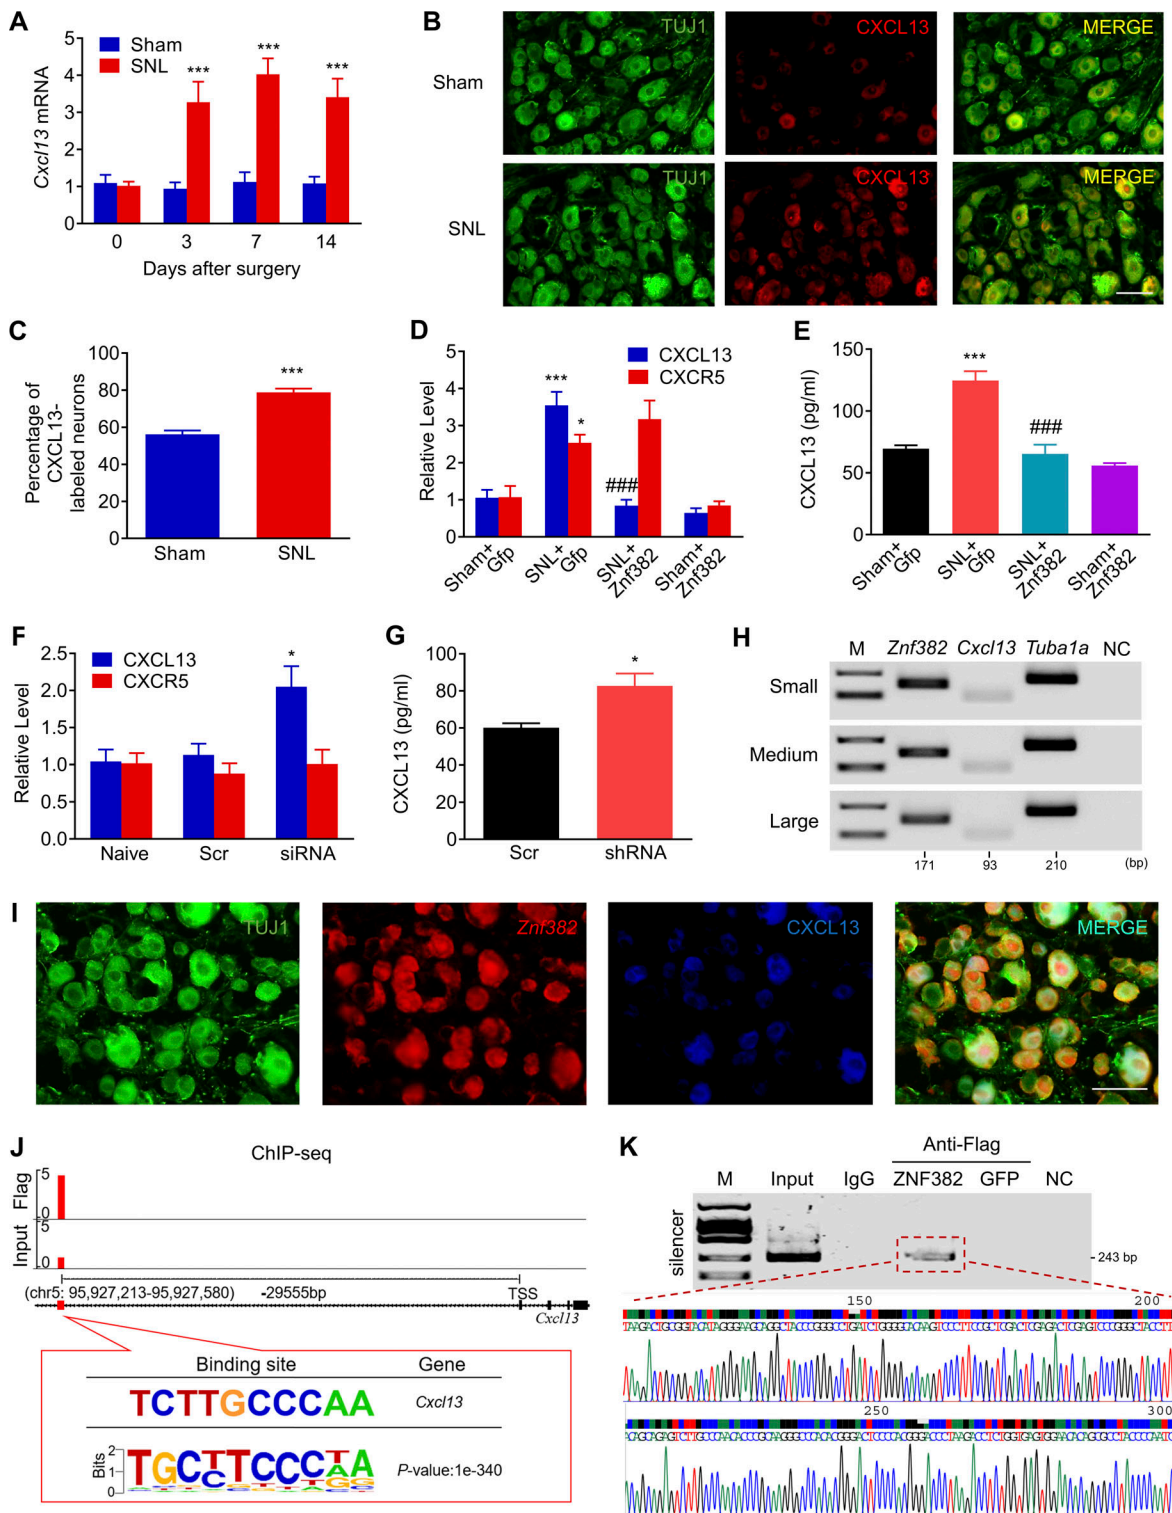 A
Sham
SNL
Cxcl13 mRNA
5
4
3
2
1
0
***
***
***
0 3 7 14
Days after surgery
B
TUJ1 CXCL13 MERGE
Sham
TUJ1 CXCL13 MERGE
SNL
C
Percentage of
CXCL13-
labeled neurons
100
80
60
40
20
0
***
Sham SNL
D
CXCL13
CXCR5
Relative Level
5
4
3
2
1
0
***
*
###
Sham+ Gfp
SNL+ Gfp
SNL+ Znf382
Sham+ Znf382
E
CXCL13 (pg/ml)
150
100
50
0
***
###
Sham+ Gfp
SNL+ Gfp
SNL+ Znf382
Sham+ Znf382
F
CXCL13
CXCR5
Relative Level
2.5
2.0
1.5
1.0
0.5
0.0
*
Naive Scr siRNA
G
CXCL13 (pg/ml)
100
80
60
40
20
0
*
Scr shRNA
H
M Znf382 Cxcl13 Tuba1a NC
Small
Medium
Large
171 93 210 (bp)
I
TUJ1 Znf382 CXCL13 MERGE
J
ChIP-seq
Flag
5
0
Input
5
0
(chr5: 95,927,213-95,927,580) -29555bp TSS
Cxcl13
Binding site Gene
TCTTGCCCAA Cxcl13
Bits
2
1
0
P-value:1e-340
K
Anti-Flag
M Input IgG ZNF382 GFP NC
silencer
243 bp
150 200
250 300